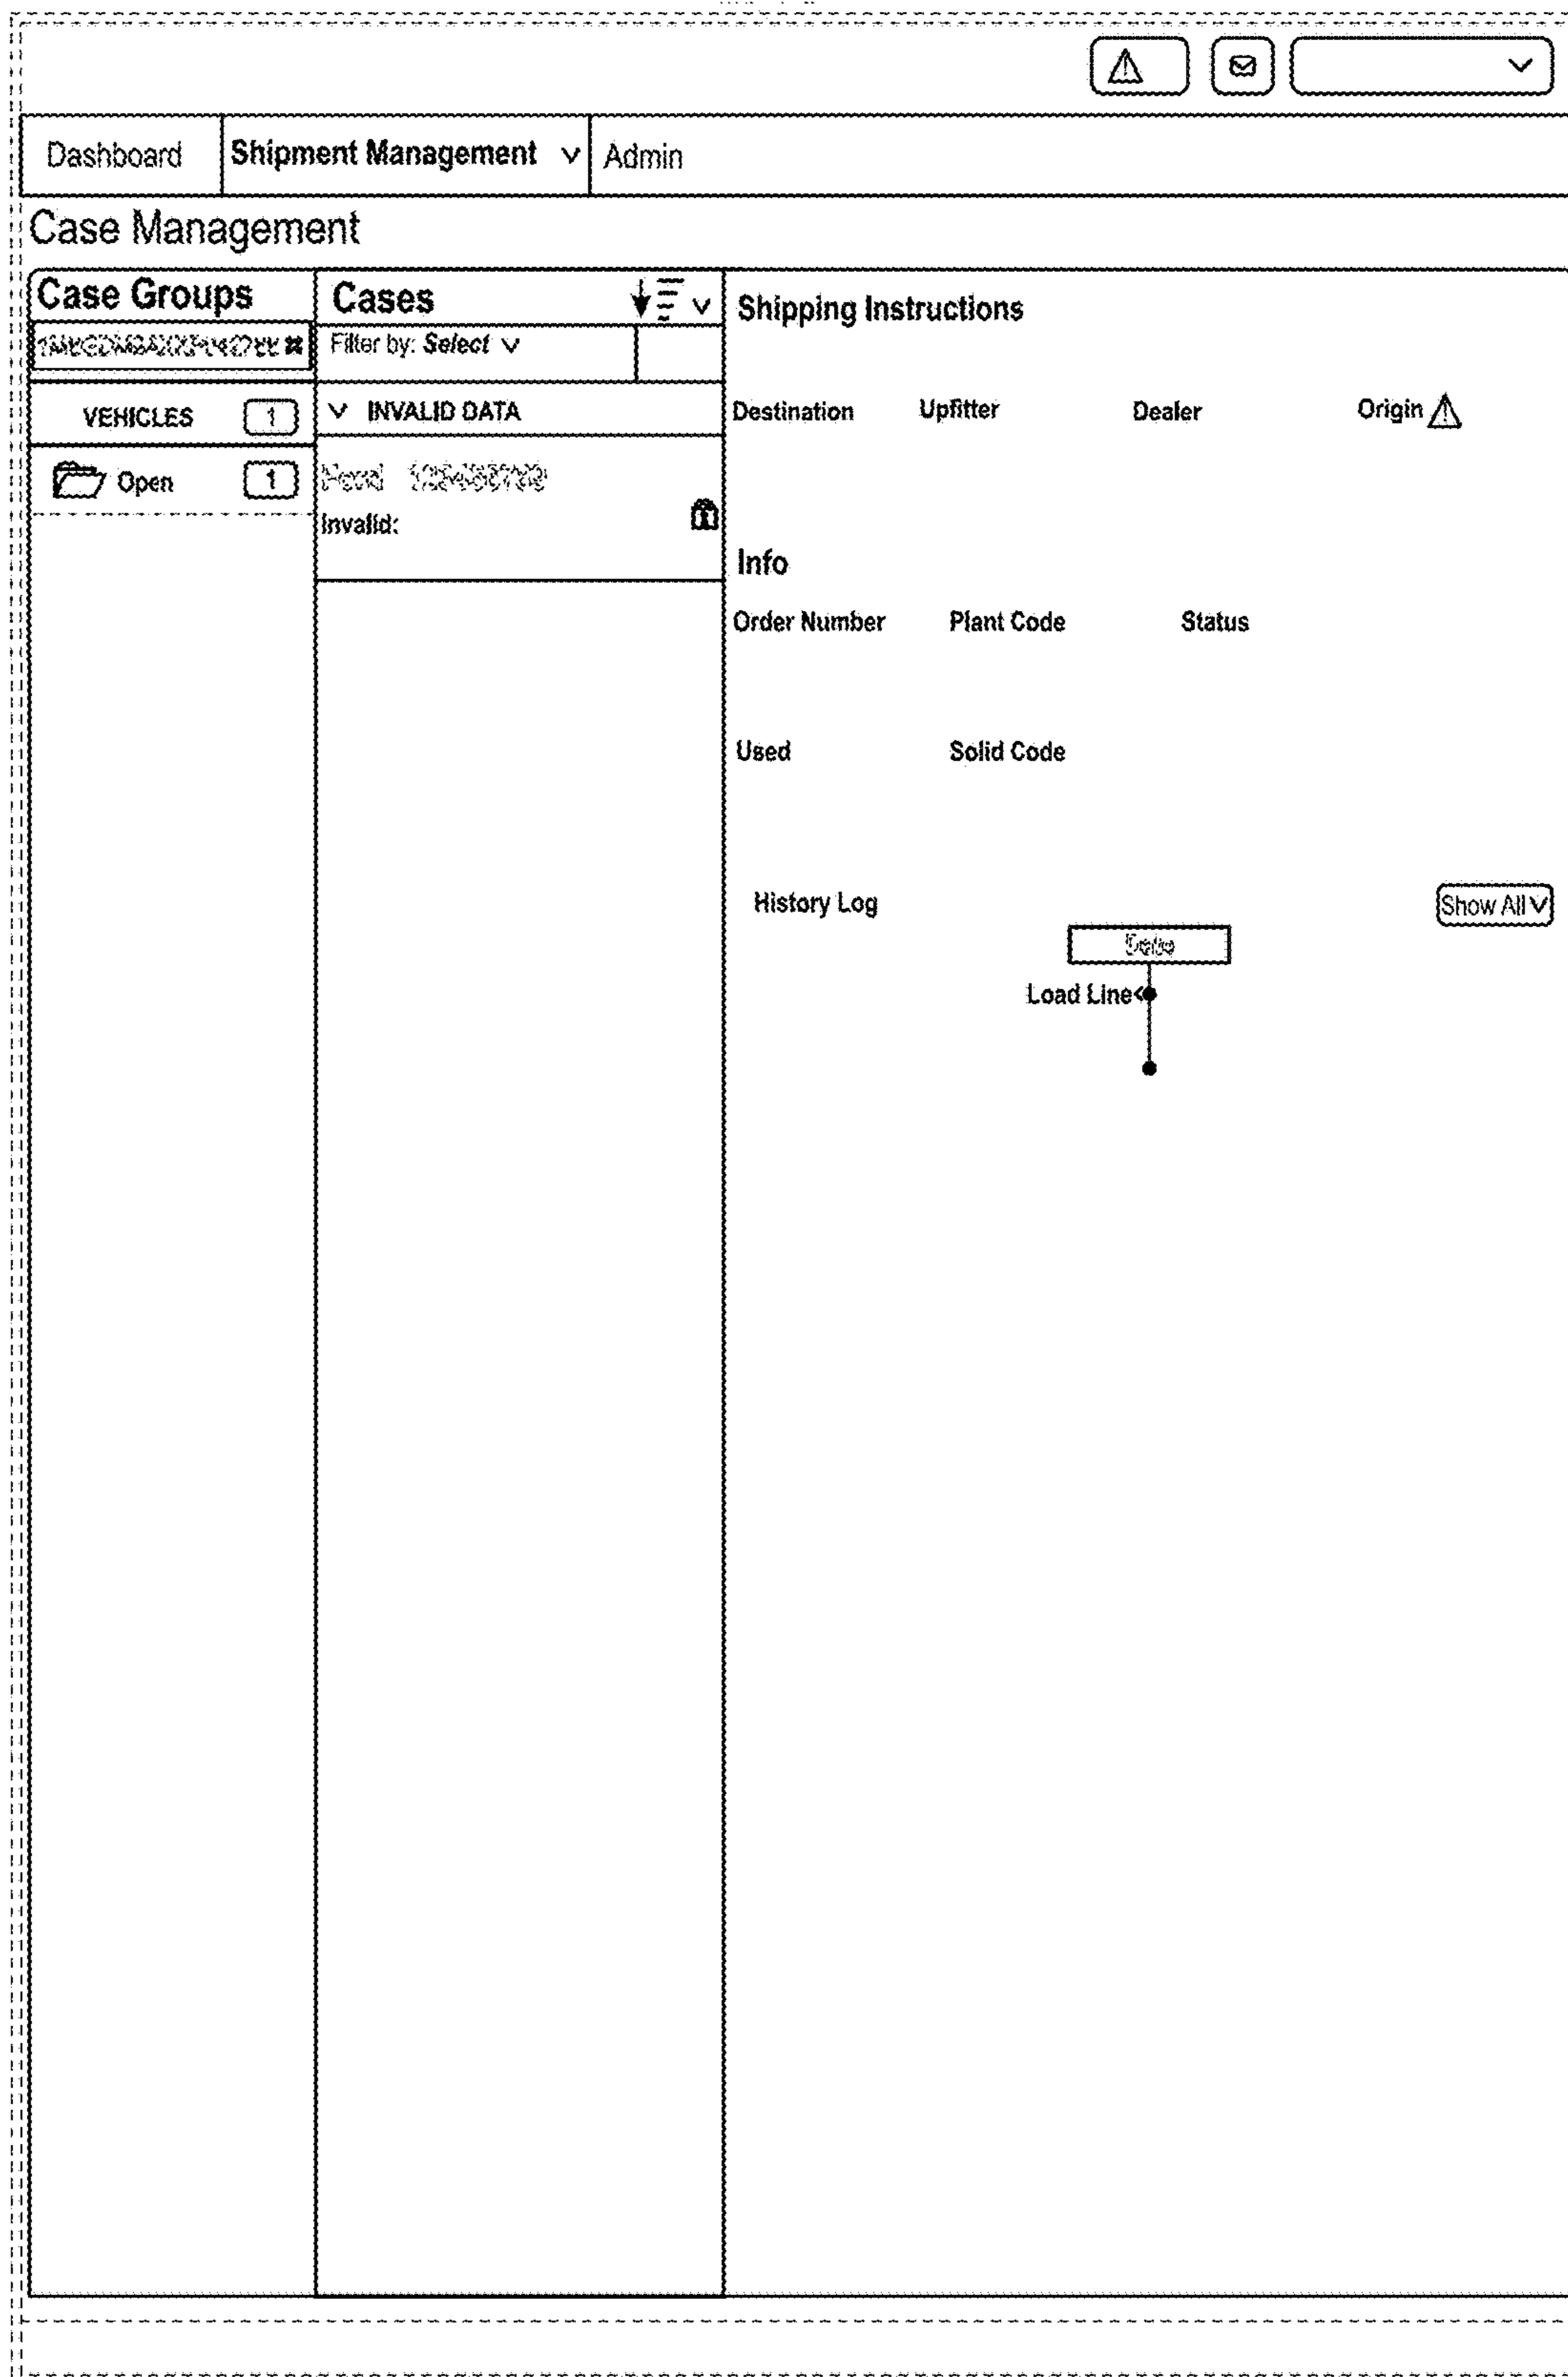 Dashboard Shipment Management Admin
Case Management
Case Groups
VEHICLES 1
Open 1
Cases
Filter by: Select
INVALID DATA
Invalid:
Shipping Instructions
Destination Upfitter Dealer Origin
Info
Order Number Plant Code Status
Used Solid Code
History Log Show All
Load Line